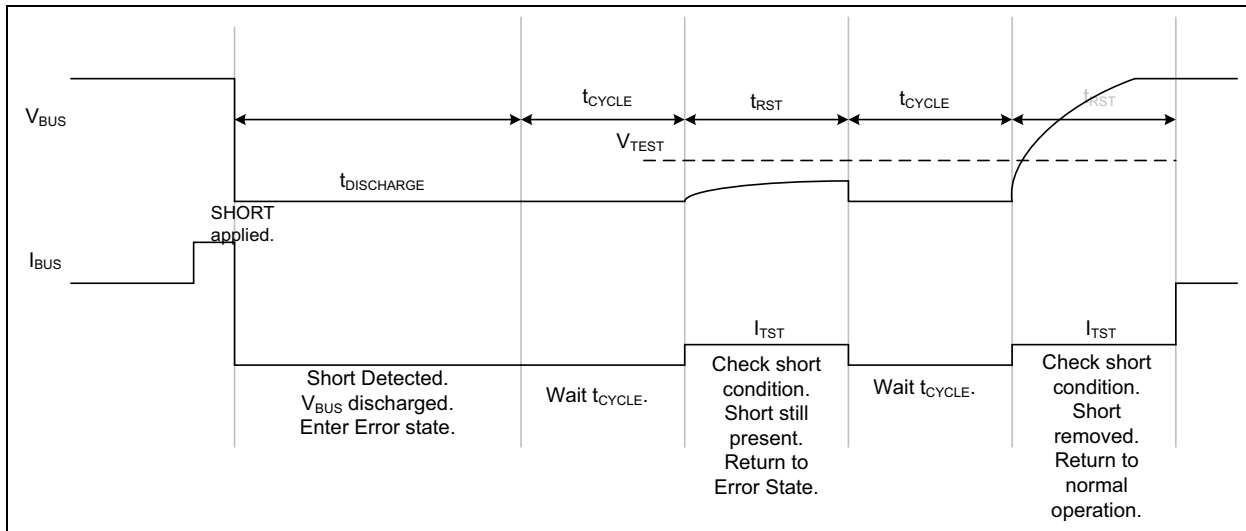 tCYCLE
tRST
tCYCLE
tRST
VBUS
VTEST
tDISCHARGE
SHORT
applied.
IBUS
ITST
ITST
Short Detected.
VBUS discharged.
Enter Error state.
Wait tCYCLE.
Check short
condition.
Short still
present.
Return to
Error State.
Wait tCYCLE.
Check short
condition.
Short
removed.
Return to
normal
operation.